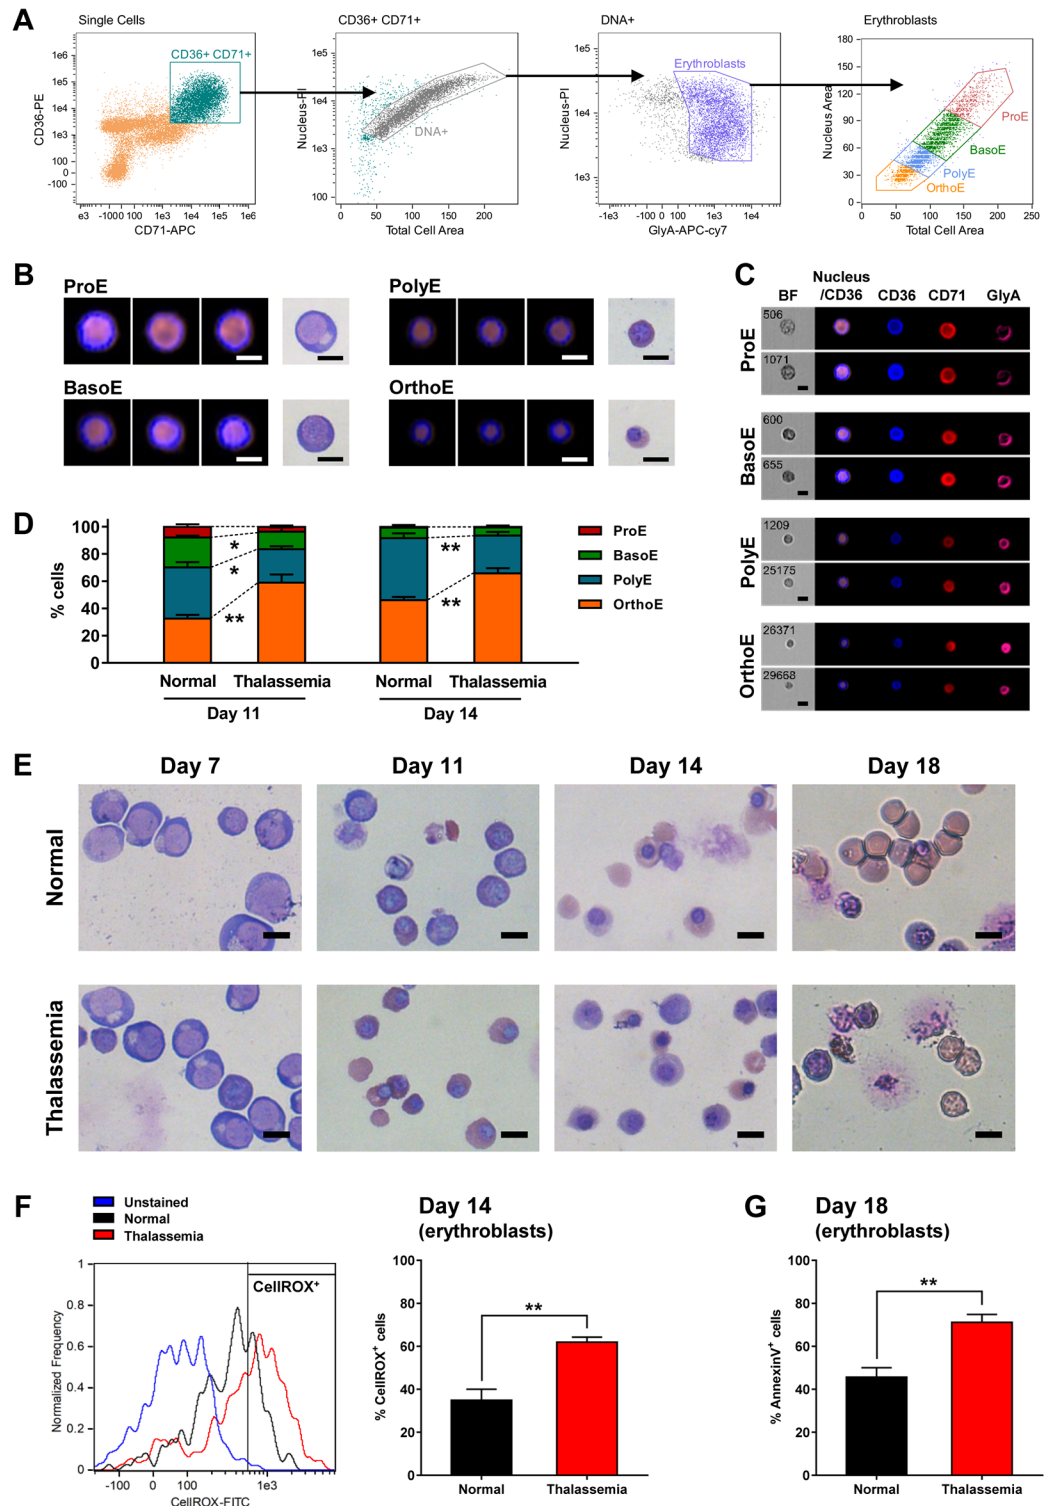 A
Single Cells
CD36+ CD71+
DNA+
Erythroblasts
1e6
1e5
1e4
1e3
100
0
-100
CD36-PE
CD36+ CD71+
-e3 -1000 100 1e3 1e4 1e5 1e6
CD71-APC
1e5
1e4
1e3
100
Nucleus-PI
DNA+
0 50 100 150 200
Total Cell Area
1e5
1e4
1e3
Nucleus-PI
Erythroblasts
-1e3 0 100 1e3 1e4
GlyA-APC-cy7
180
150
120
90
60
30
0
Nucleus Area
ProE
BasoE
PolyE
OrthoE
0 50 100 150 200 250
Total Cell Area
B
ProE
PolyE
BasoE
OrthoE
C
BF
Nucleus
/CD36
CD36
CD71
GlyA
ProE
506
1071
BasoE
600
655
PolyE
1209
25175
OrthoE
26371
29668
D
% cells
100
80
60
40
20
0
*
*
**
**
**
ProE
BasoE
PolyE
OrthoE
Normal Thalassemia
Normal Thalassemia
Day 11
Day 14
E
Day 7
Day 11
Day 14
Day 18
Normal
Thalassemia
F
Unstained
Normal
Thalassemia
1
0.8
0.6
0.4
0.2
0
Normalized Frequency
CellROX+
-100 0 100 1e3
CellROX-FITC
Day 14
(erythroblasts)
% CellROX+ cells
100
80
60
40
20
0
**
Normal Thalassemia
G
Day 18
(erythroblasts)
% AnnexinV+ cells
100
80
60
40
20
0
**
Normal Thalassemia